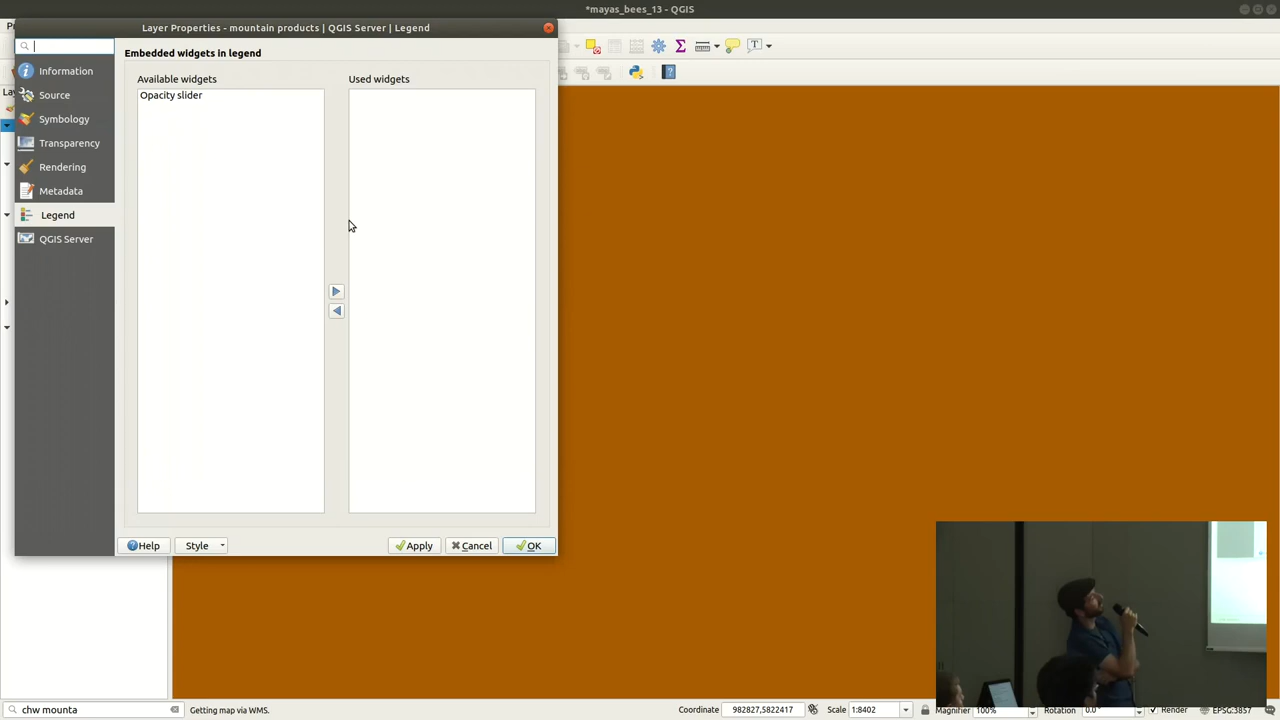 *mayas_bees_13 - QGIS
Layer Properties - mountain products | QGIS Server | Legend
Embedded widgets in legend
Information
Source
Symbology
Transparency
Rendering
Metadata
Legend
QGIS Server
Available widgets
Used widgets
Opacity slider
Help
Style
Apply
Cancel
OK
chw mounta
Getting map via WMS.
Coordinate
982827,5822417
Scale
1:8402
Magnifier
100%
Rotation
0.0 °
Render
EPSG:3857